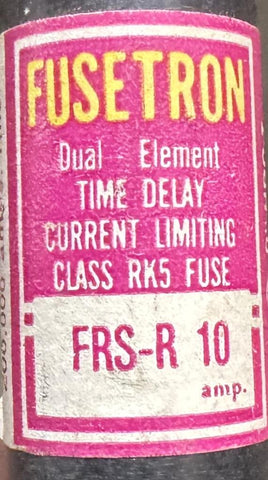 FUSETRON
Dual - Element
TIME DELAY
CURRENT LIMITING
CLASS RK5 FUSE
FRS-R 10
amp.